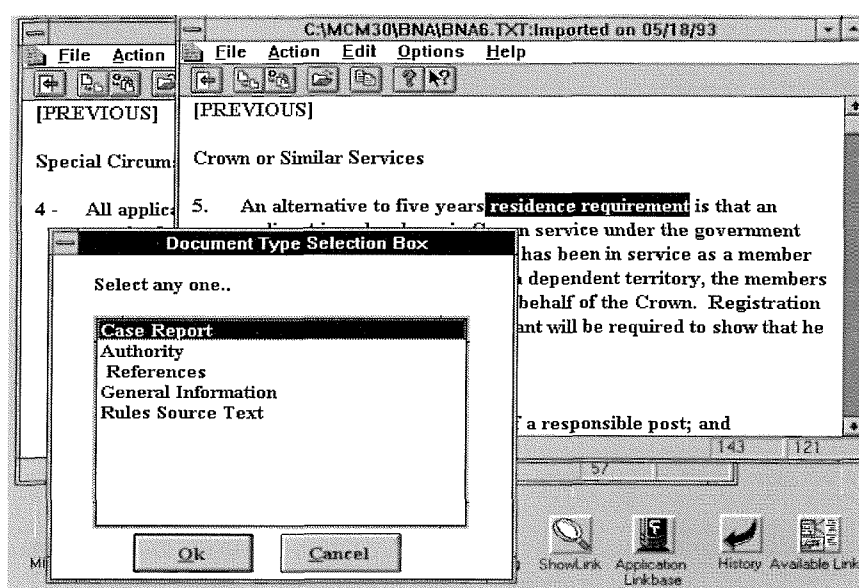 C:\MCM30\BNA\BNA6.TXT:Imported on 05/18/93
File Action
File Action Edit Options Help
[PREVIOUS]
Special Circum
4 - All applic
[PREVIOUS]
Crown or Similar Services
5. An alternative to five years residence requirement is that an
n service under the government
has been in service as a member
dependent territory, the members
behalf of the Crown. Registration
ant will be required to show that he
f a responsible post; and
143 121
57
Document Type Selection Box
Select any one..
Case Report
Authority
References
General Information
Rules Source Text
Ok Cancel
ShowLink
Application Linkbase
History
Available Link